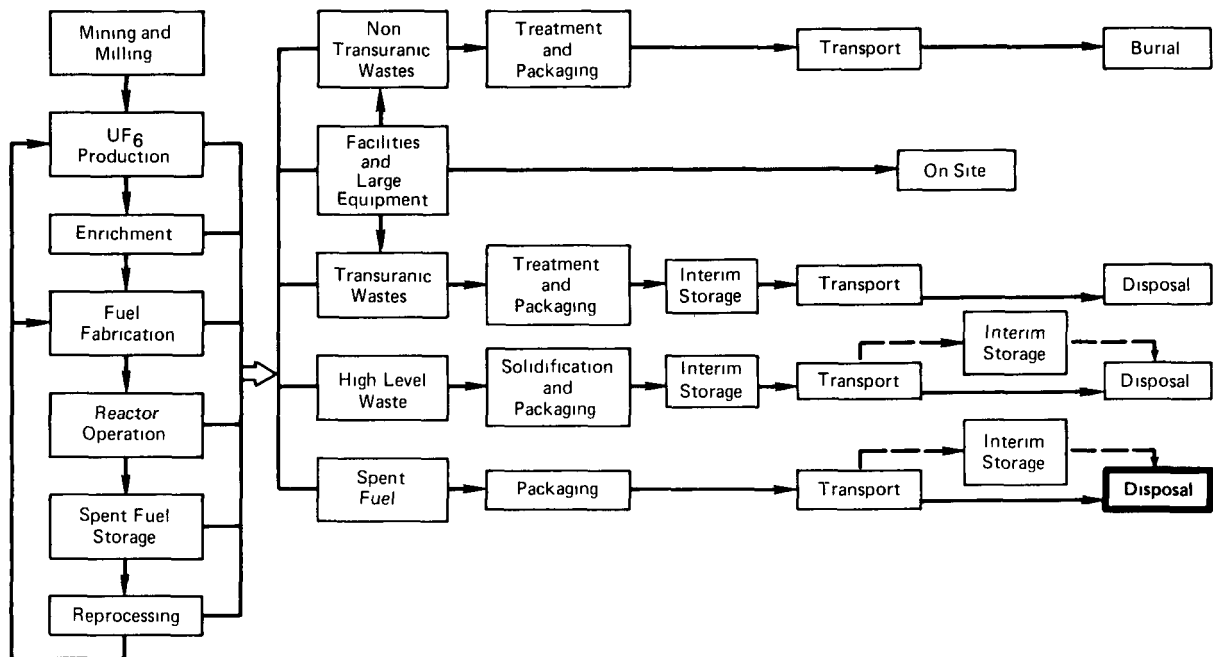 Mining and
Milling
UF6
Production
Enrichment
Fuel
Fabrication
Reactor
Operation
Spent Fuel
Storage
Reprocessing
Non
Transuranic
Wastes
Treatment
and
Packaging
Transport
Burial
Facilities
and
Large
Equipment
On Site
Transuranic
Wastes
Treatment
and
Packaging
Interim
Storage
Transport
Disposal
High Level
Waste
Solidification
and
Packaging
Interim
Storage
Transport
Interim
Storage
Disposal
Spent
Fuel
Packaging
Transport
Interim
Storage
Disposal